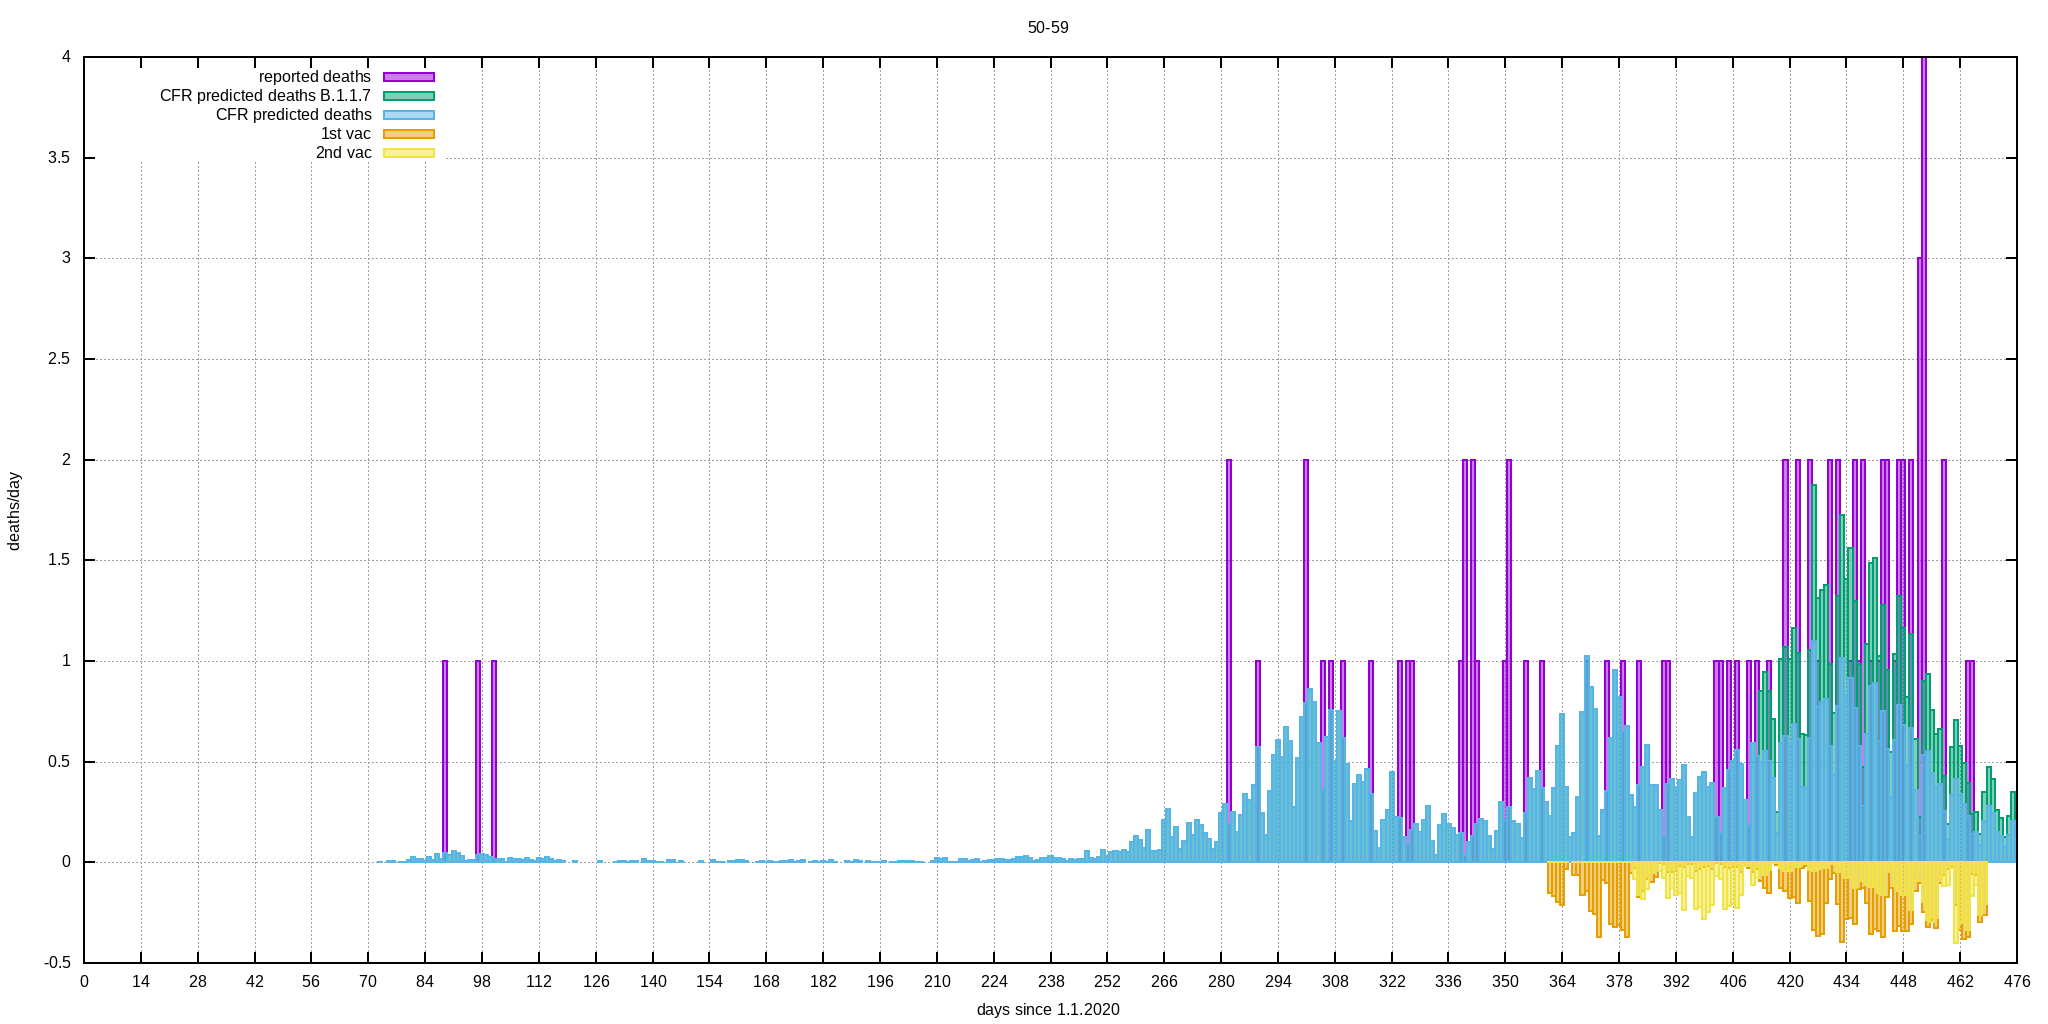 50-59
reported deaths
CFR predicted deaths B.1.1.7
CFR predicted deaths
1st vac
2nd vac
4
3.5
3
2.5
2
1.5
1
0.5
0
-0.5
deaths/day
0 14 28 42 56 70 84 98 112 126 140 154 168 182 196 210 224 238 252 266 280 294 308 322 336 350 364 378 392 406 420 434 448 462 476
days since 1.1.2020